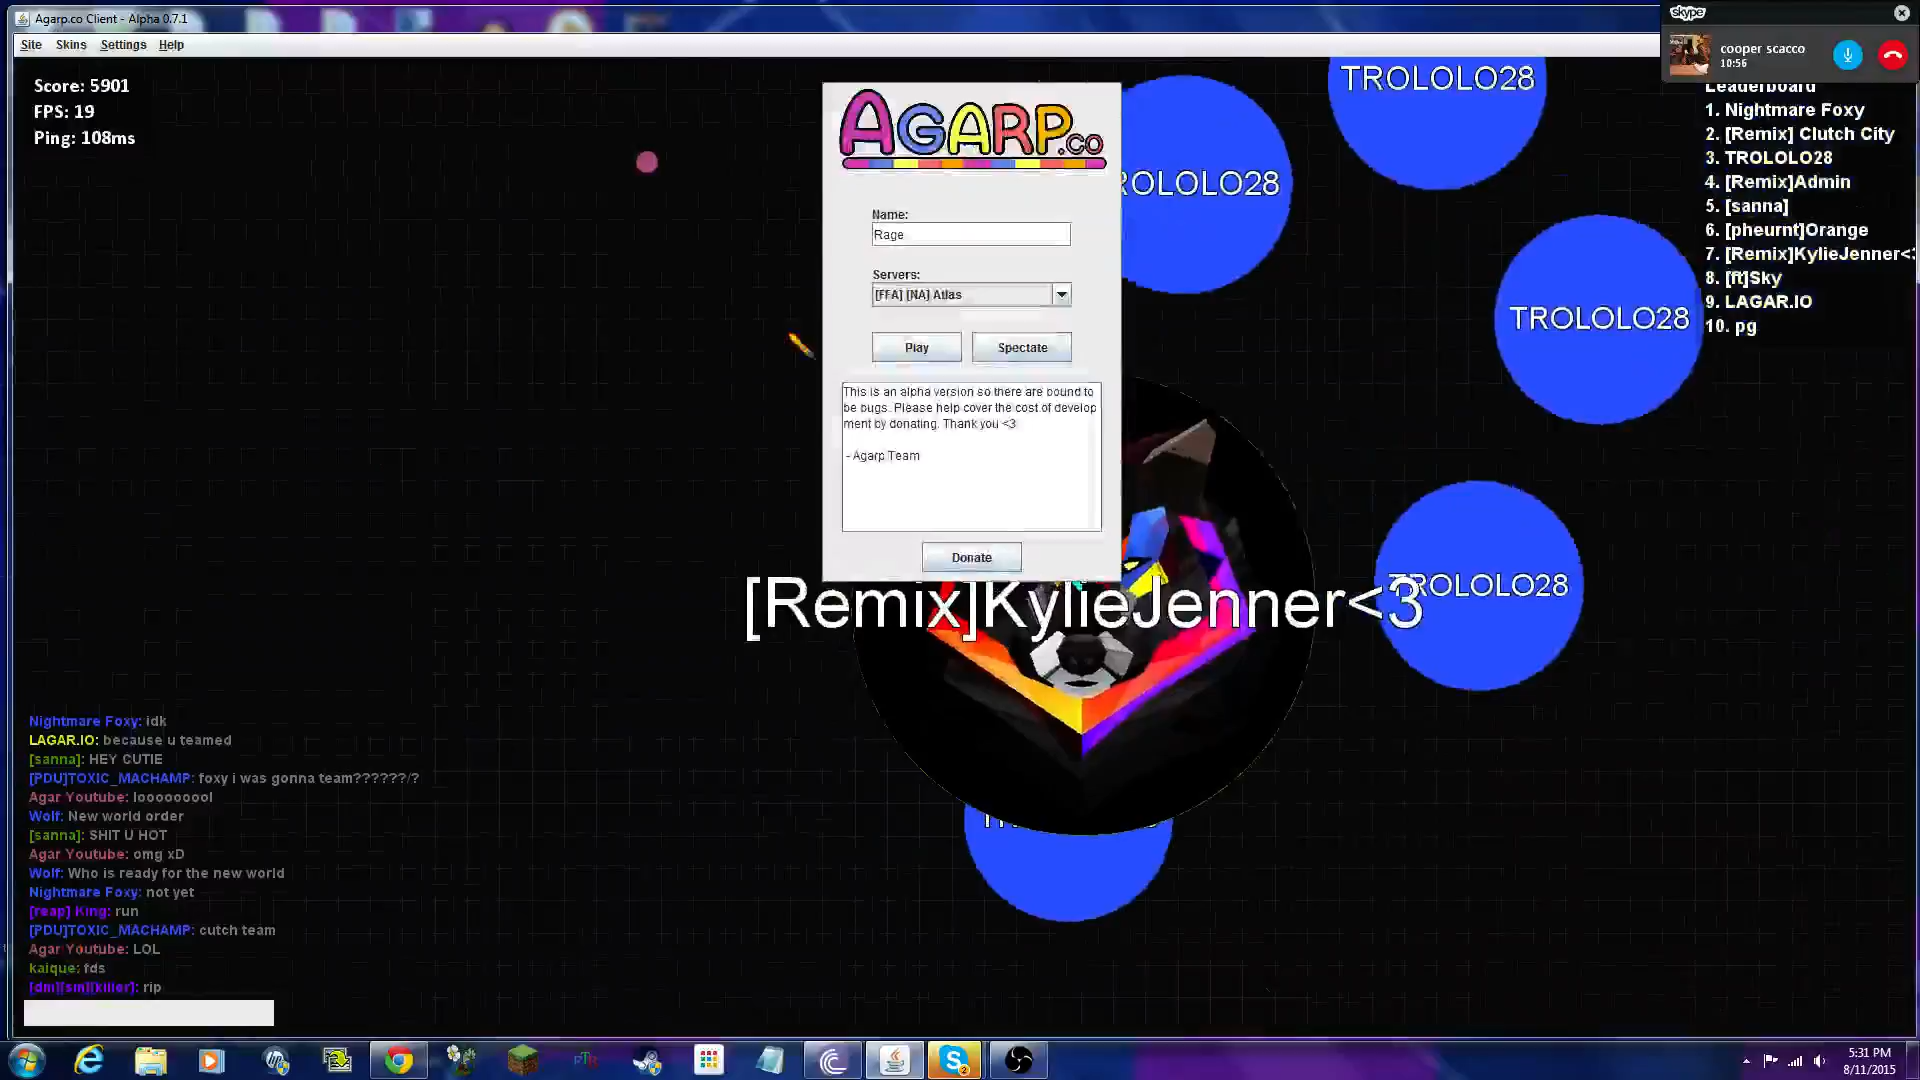 Agarp.co Client - Alpha 0.7.1
Site Skins Settings Help
skype
cooper scacco
10:56
Score: 5901
FPS: 19
Ping: 108ms
AGARP.co
Name:
Rage
Servers:
[FFA] [NA] Atlas
Play Spectate
This is an alpha version so there are bound to
be bugs. Please help cover the cost of develop
ment by donating. Thank you <3
- Agarp Team
Donate
TROLOLO28
ROLOLO28
TROLOLO28
TROLOLO28
[Remix]KylieJenner<3
Leaderboard
1. Nightmare Foxy
2. [Remix] Clutch City
3. TROLOLO28
4. [Remix]Admin
5. [sanna]
6. [pheurnt]Orange
7. [Remix]KylieJenner<3
8. [ft]Sky
9. LAGAR.IO
10. pg
Nightmare Foxy: idk
LAGAR.IO: because u teamed
[sanna]: HEY CUTIE
[PDU]TOXIC_MACHAMP: foxy i was gonna team??????/?
Agar Youtube: loooooool
Wolf: New world order
[sanna]: SHIT U HOT
Agar Youtube: omg xD
Wolf: Who is ready for the new world
Nightmare Foxy: not yet
[reap] King: run
[PDU]TOXIC_MACHAMP: cutch team
Agar Youtube: LOL
kaique: fds
[dm][sm][killer]: rip
5:31 PM
8/11/2015